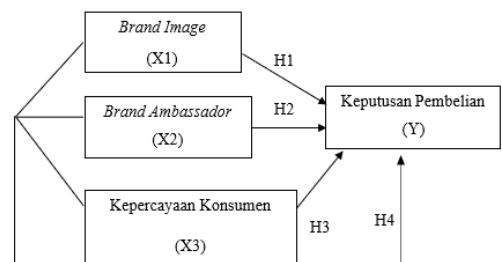 Brand Image
(X1)
H1
Brand Ambassador
(X2)
H2
Keputusan Pembelian
(Y)
Kepercayaan Konsumen
(X3)
H3
H4